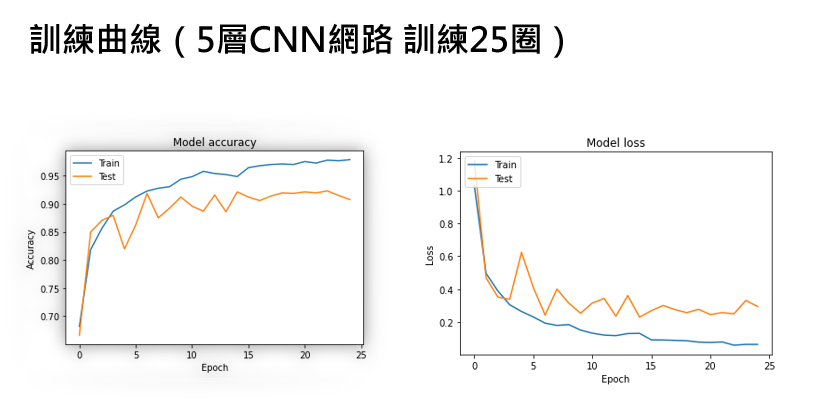 訓練曲線（5層CNN網路 訓練25圈）
Model accuracy
Train
Test
Accuracy
0.95
0.90
0.85
0.80
0.75
0.70
0
5
10
15
20
25
Epoch
Model loss
Train
Test
Loss
1.2
1.0
0.8
0.6
0.4
0.2
0
5
10
15
20
25
Epoch